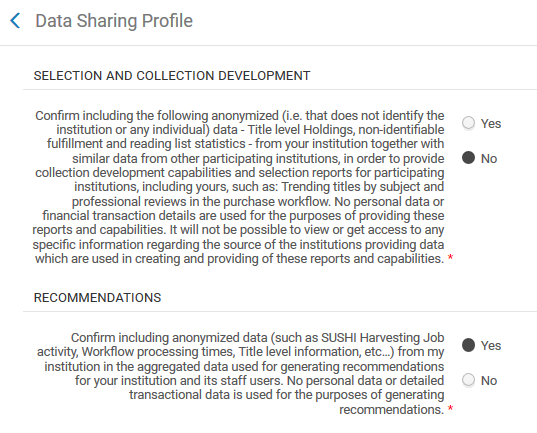 Data Sharing Profile
SELECTION AND COLLECTION DEVELOPMENT
Confirm including the following anonymized (i.e. that does not identify the
institution or any individual) data - Title level Holdings, non-identifiable
fulfillment and reading list statistics - from your institution together with
similar data from other participating institutions, in order to provide
collection development capabilities and selection reports for participating
institutions, including yours, such as: Trending titles by subject and
professional reviews in the purchase workflow. No personal data or
financial transaction details are used for the purposes of providing these
reports and capabilities. It will not be possible to view or get access to any
specific information regarding the source of the institutions providing data
which are used in creating and providing of these reports and capabilities. *
Yes
No
RECOMMENDATIONS
Confirm including anonymized data (such as SUSHI Harvesting Job
activity, Workflow processing times, Title level information, etc...) from my
institution in the aggregated data used for generating recommendations
for your institution and its staff users. No personal data or detailed
transactional data is used for the purposes of generating
recommendations. *
Yes
No